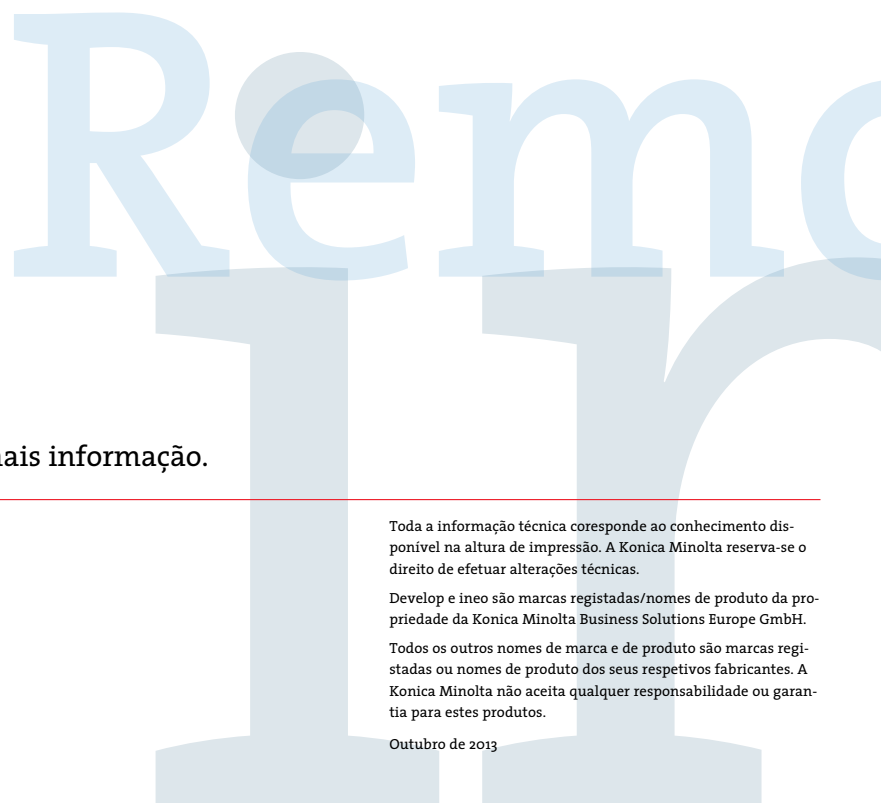 Remo
in
ais informação.
Toda a informação técnica coresponde ao conhecimento dis-
ponível na altura de impressão. A Konica Minolta reserva-se o
direito de efetuar alterações técnicas.
Develop e ineo são marcas registadas/nomes de produto da pro-
priedade da Konica Minolta Business Solutions Europe GmbH.
Todos os outros nomes de marca e de produto são marcas regi-
stadas ou nomes de produto dos seus respetivos fabricantes. A
Konica Minolta não aceita qualquer responsabilidade ou garan-
tia para estes produtos.
Outubro de 2013